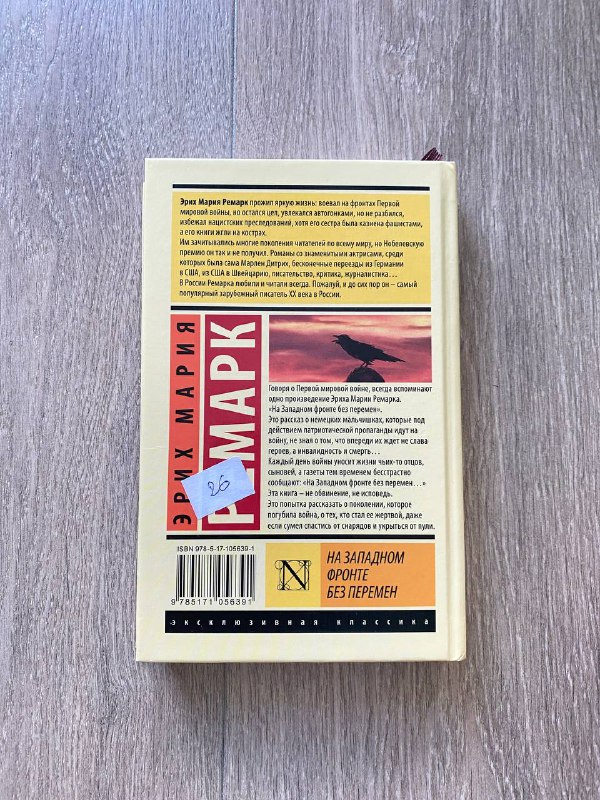 Эрих Мария Ремарк прожил яркую жизнь: воевал на фронтах Первой
мировой войны, но остался цел, увлекался автогонками, но не разбился,
избежал нацистских преследований, хотя его сестра была казнена фашистами,
а его книги жгли на кострах.
Им зачитывались многие поколения читателей по всему миру, но Нобелевскую
премию он так и не получил. Романы со знаменитыми актрисами, среди
которых была сама Марлен Дитрих, бесконечные переезды из Германии
в США, из США в Швейцарию, писательство, критика, журналистика...
В России Ремарка любили и читали всегда. Пожалуй, и до сих пор он – самый
популярный зарубежный писатель XX века в России.
ЭРИХ МАРИЯ
Р МАРК
26
Говоря о Первой мировой войне, всегда вспоминают
одно произведение Эриха Марии Ремарка.
«На Западном фронте без перемен».
Это рассказ о немецких мальчишках, которые под
действием патриотической пропаганды идут на
войну, не зная о том, что впереди их ждет не слава
героев, а инвалидность и смерть...
Каждый день войны уносит жизни чьих-то отцов,
сыновей, а газеты тем временем бесстрастно
сообщают: «На Западном фронте без перемен...»
Эта книга – не обвинение, не исповедь.
Это попытка рассказать о поколении, которое
погубила война, о тех, кто стал ее жертвой, даже
если сумел спастись от снарядов и укрыться от пули.
ISBN 978-5-17-105639-1
9 785171 056391
N
НА ЗАПАДНОМ
ФРОНТЕ
БЕЗ ПЕРЕМЕН
эксклюзивная классика